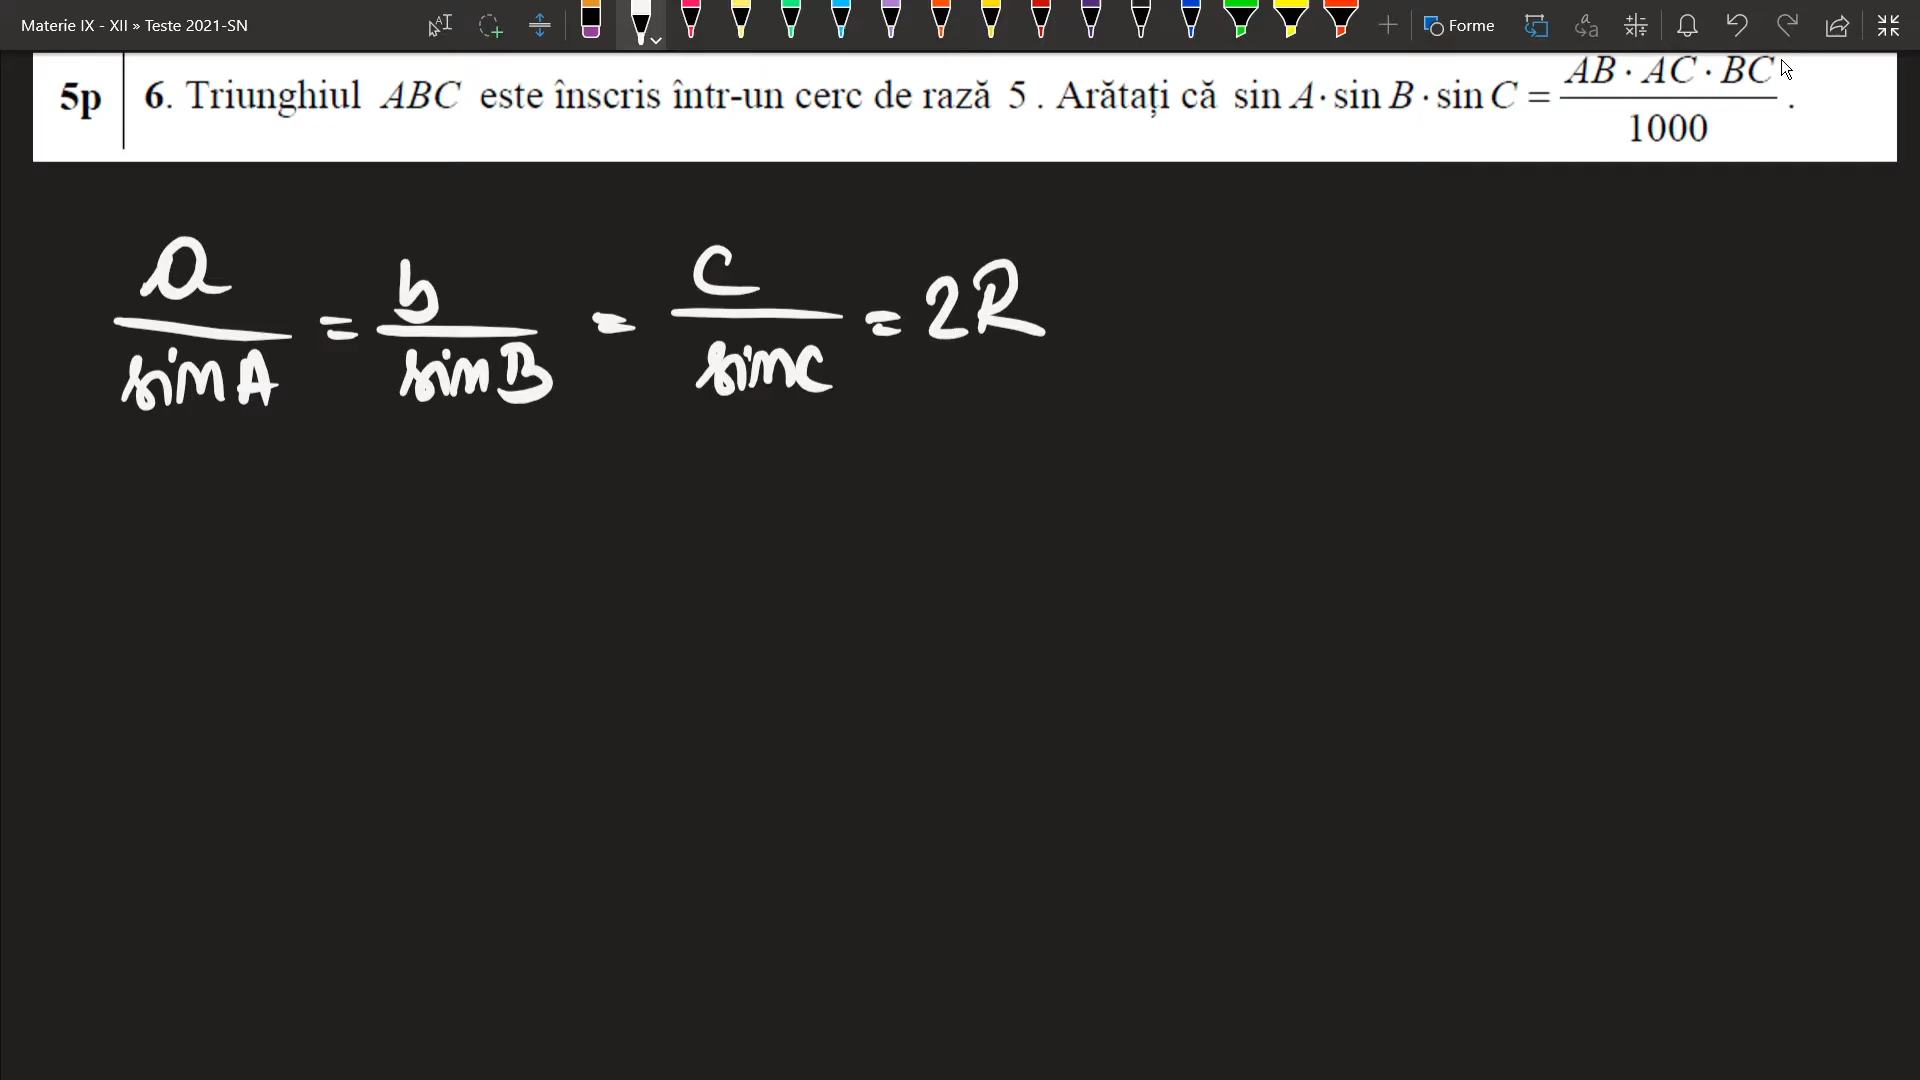 Materie IX - XII » Teste 2021-SN
Forme
5p 6. Triunghiul ABC este înscris într-un cerc de rază 5 . Arătați că sin A · sin B · sin C = AB · AC · BC / 1000 .
a / sin A = b / sin B = c / sin C = 2R